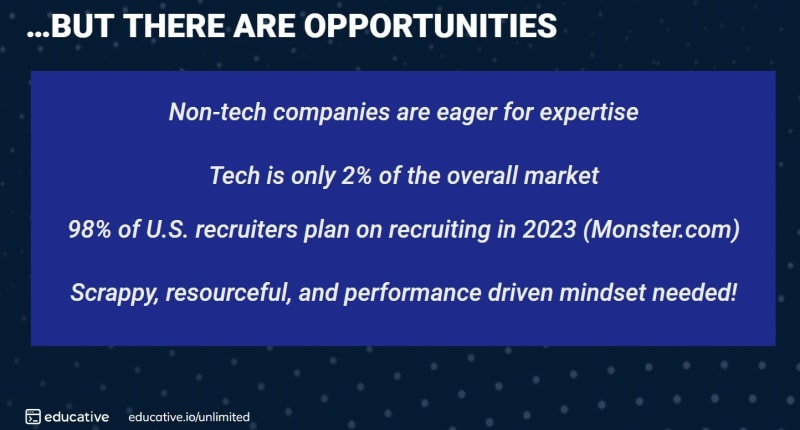 ...BUT THERE ARE OPPORTUNITIES
Non-tech companies are eager for expertise
Tech is only 2% of the overall market
98% of U.S. recruiters plan on recruiting in 2023 (Monster.com)
Scrappy, resourceful, and performance driven mindset needed!
educative educative.io/unlimited